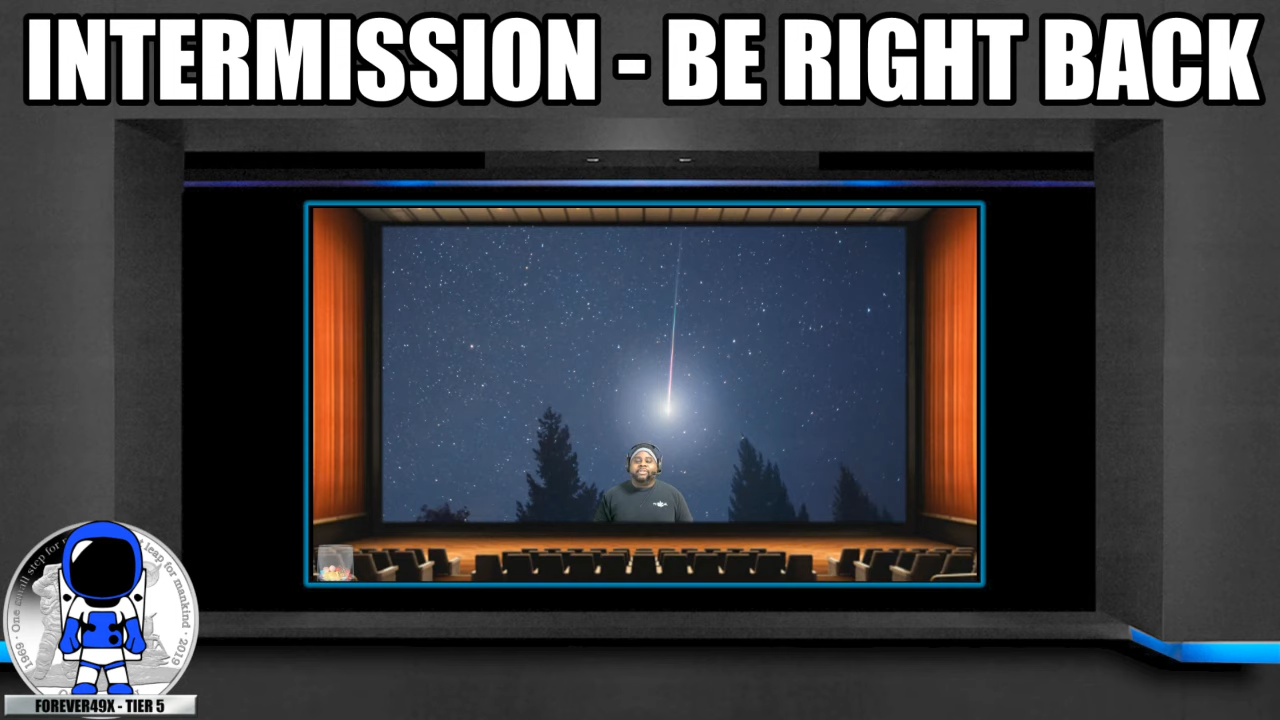 INTERMISSION - BE RIGHT BACK
1969 · One small step for
leap for mankind · 2019
FOREVER49X - TIER 5